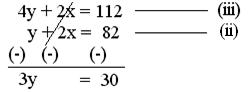 4y + 2x = 112 ——— (iii)
y + 2x = 82 ——— (ii)
(-) (-) (-)
3y = 30